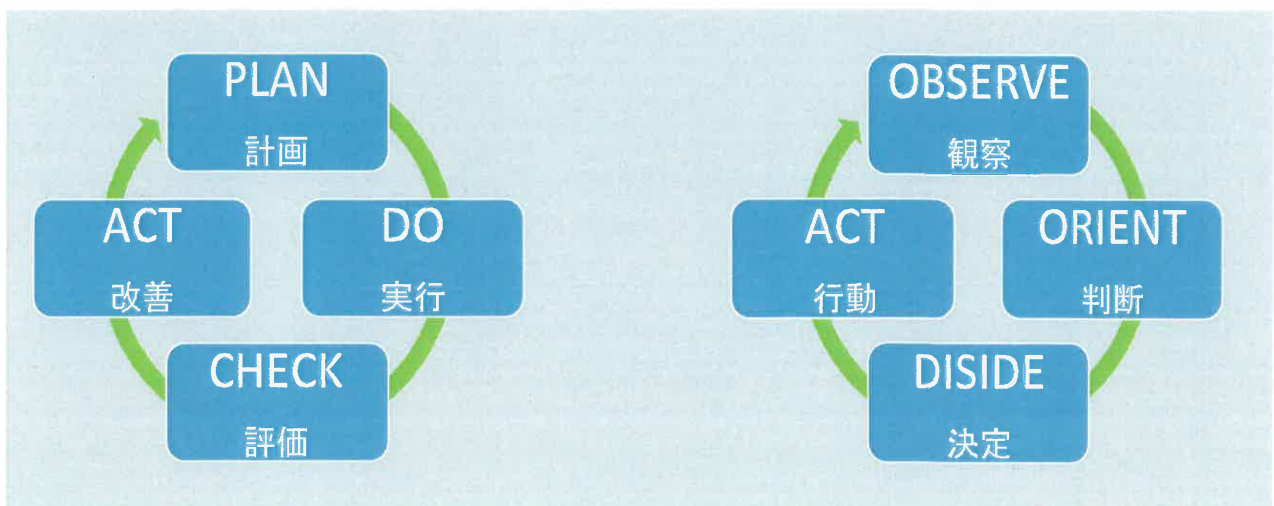 PLAN
計画
ACT
改善
DO
実行
CHECK
評価
OBSERVE
観察
ACT
行動
ORIENT
判断
DISIDE
決定